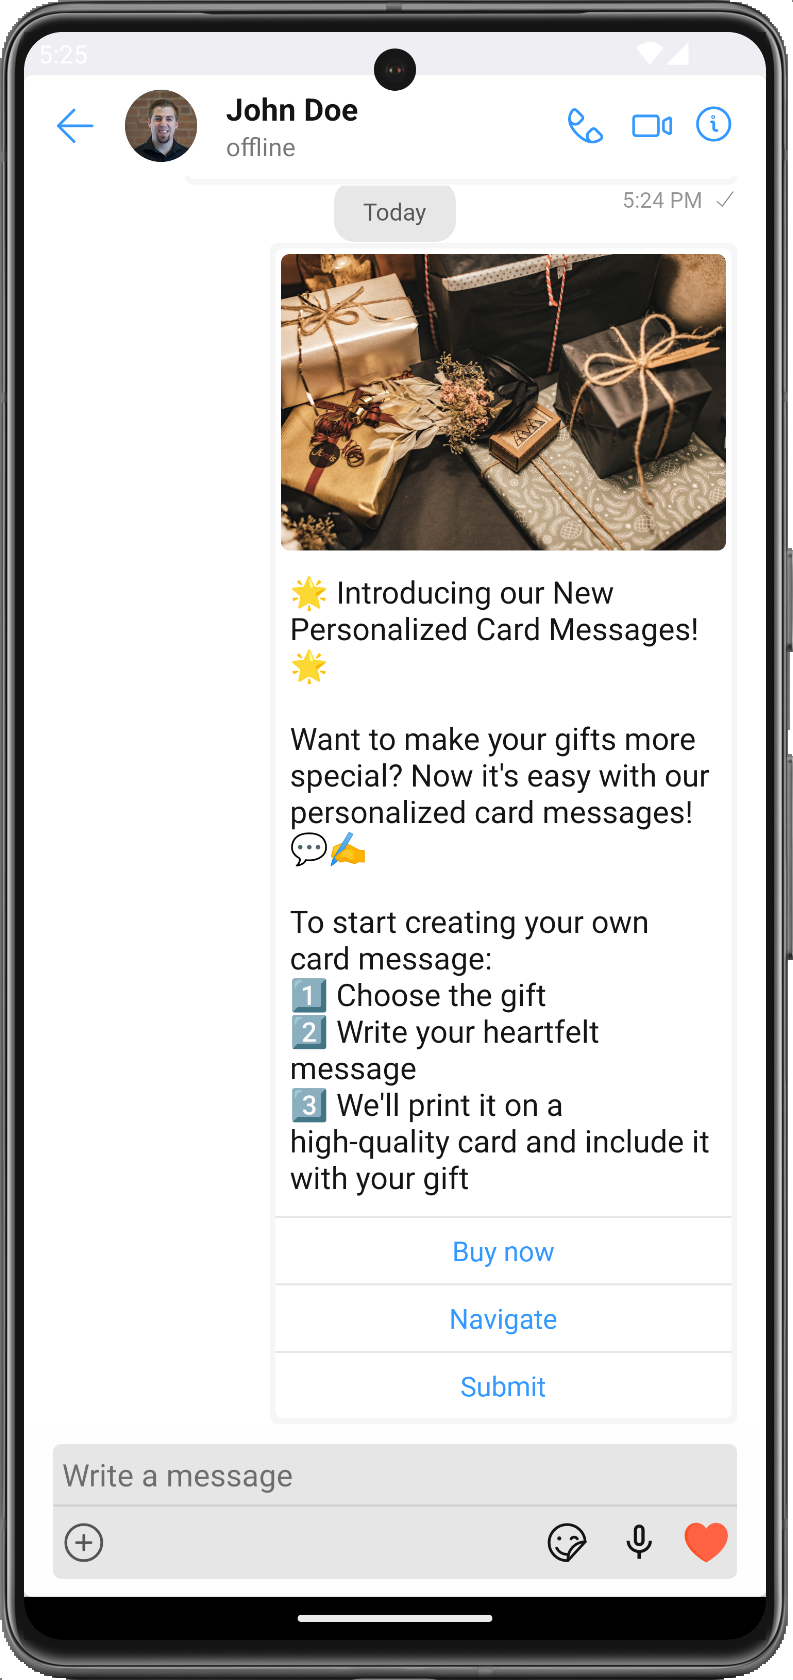 5:25
John Doe
offline
5:24 PM
Today
🌟 Introducing our New
Personalized Card Messages!
🌟
Want to make your gifts more
special? Now it's easy with our
personalized card messages!
💬✍️
To start creating your own
card message:
1️⃣ Choose the gift
2️⃣ Write your heartfelt
message
3️⃣ We'll print it on a
high-quality card and include it
with your gift
Buy now
Navigate
Submit
Write a message